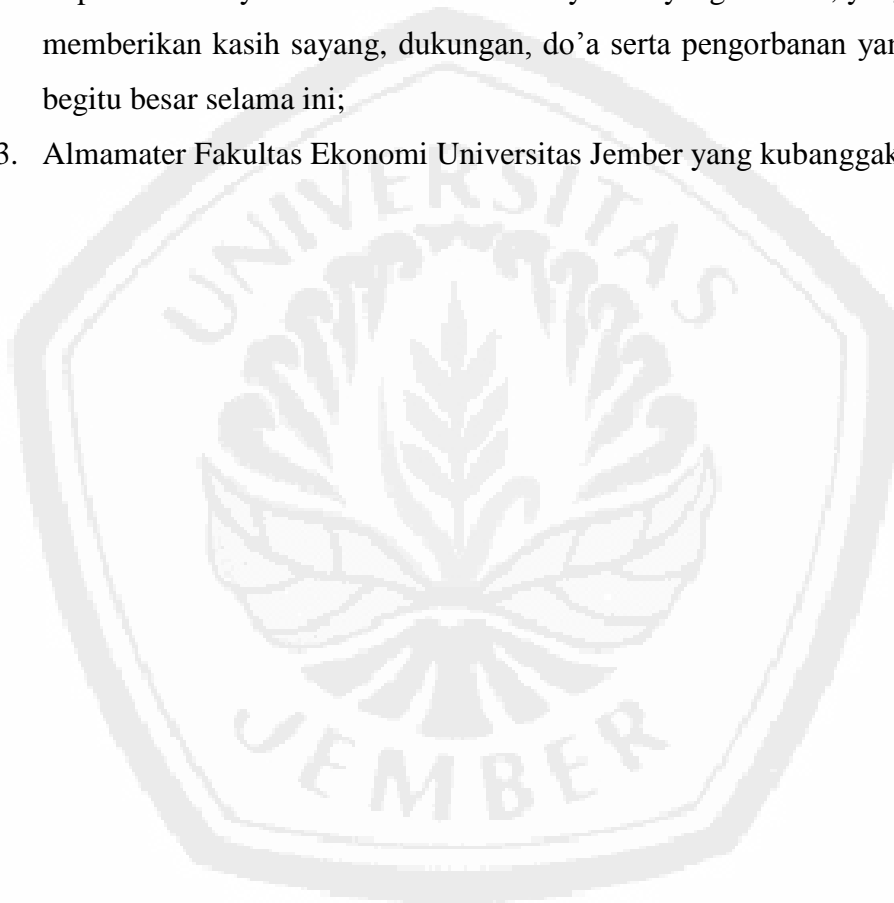 memberikan kasih sayang, dukungan, do’a serta pengorbanan yan
begitu besar selama ini;
3. Almamater Fakultas Ekonomi Universitas Jember yang kubanggak
UNIVERSITAS
JEMBER